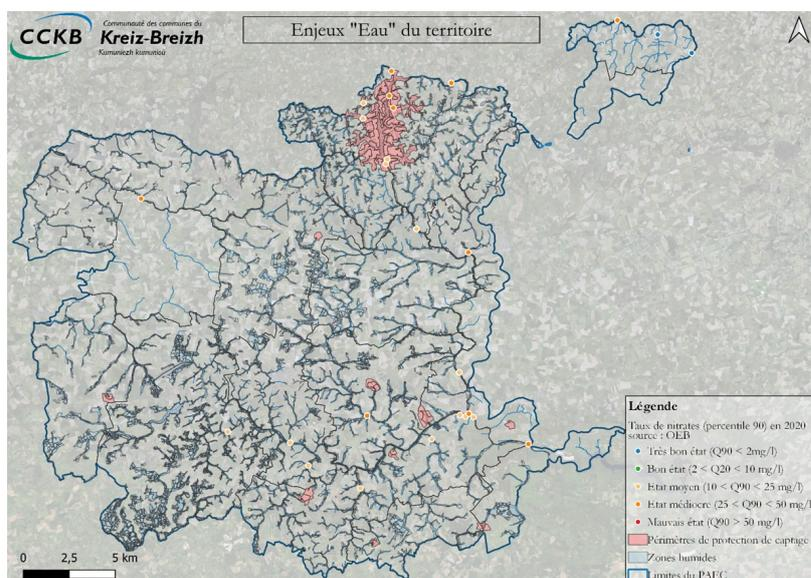 Communauté des communes du
CCKB Kreiz-Breizh
Kumuniezh kumunioù
Enjeux "Eau" du territoire
Légende
Taux de nitrates (percentile 90) en 2020
source : OEB
Très bon état (Q90 < 2mg/l)
Bon état (2 < Q20 < 10 mg/l)
Etat moyen (10 < Q90 < 25 mg/l)
Etat médiocre (25 < Q90 < 50 mg/l
Mauvais état (Q90 > 50 mg/l)
Périmètres de protection de captage
Zones humides
Limites du PAEC
0 2,5 5 km